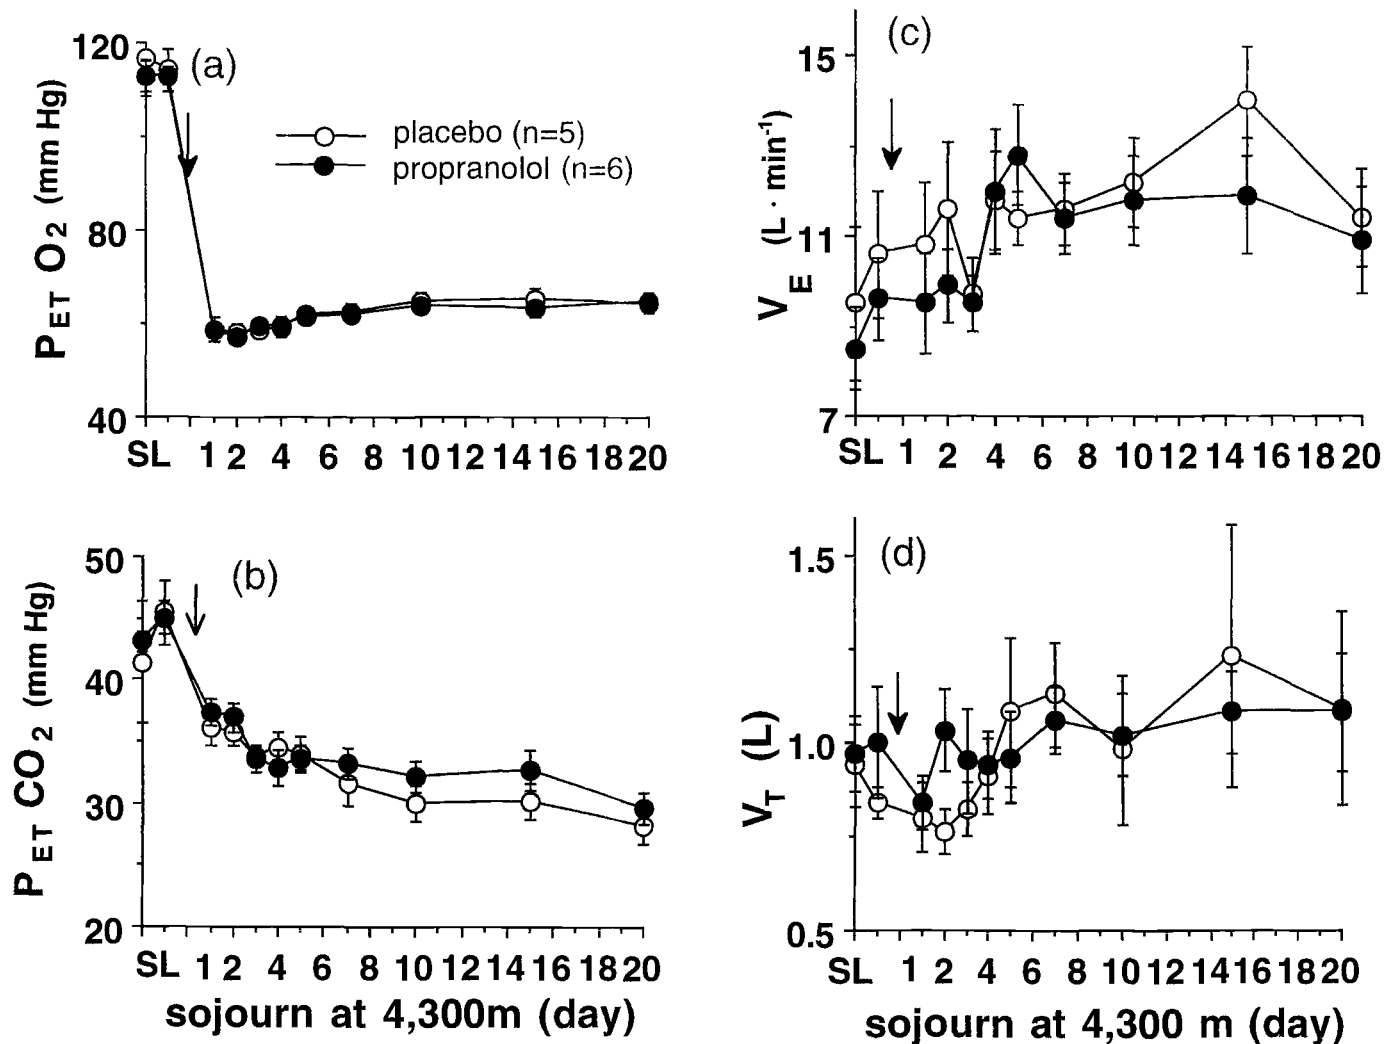 (a)
120
80
40
P ET O2 (mm Hg)
placebo (n=5)
propranolol (n=6)
SL 1 2 4 6 8 10 12 14 16 18 20
(c)
15
11
7
V E (L · min-1)
SL 1 2 4 6 8 10 12 14 16 18 20
(b)
50
40
30
20
P ET CO2 (mm Hg)
SL 1 2 4 6 8 10 12 14 16 18 20
sojourn at 4,300m (day)
(d)
1.5
1.0
0.5
VT (L)
SL 1 2 4 6 8 10 12 14 16 18 20
sojourn at 4,300 m (day)